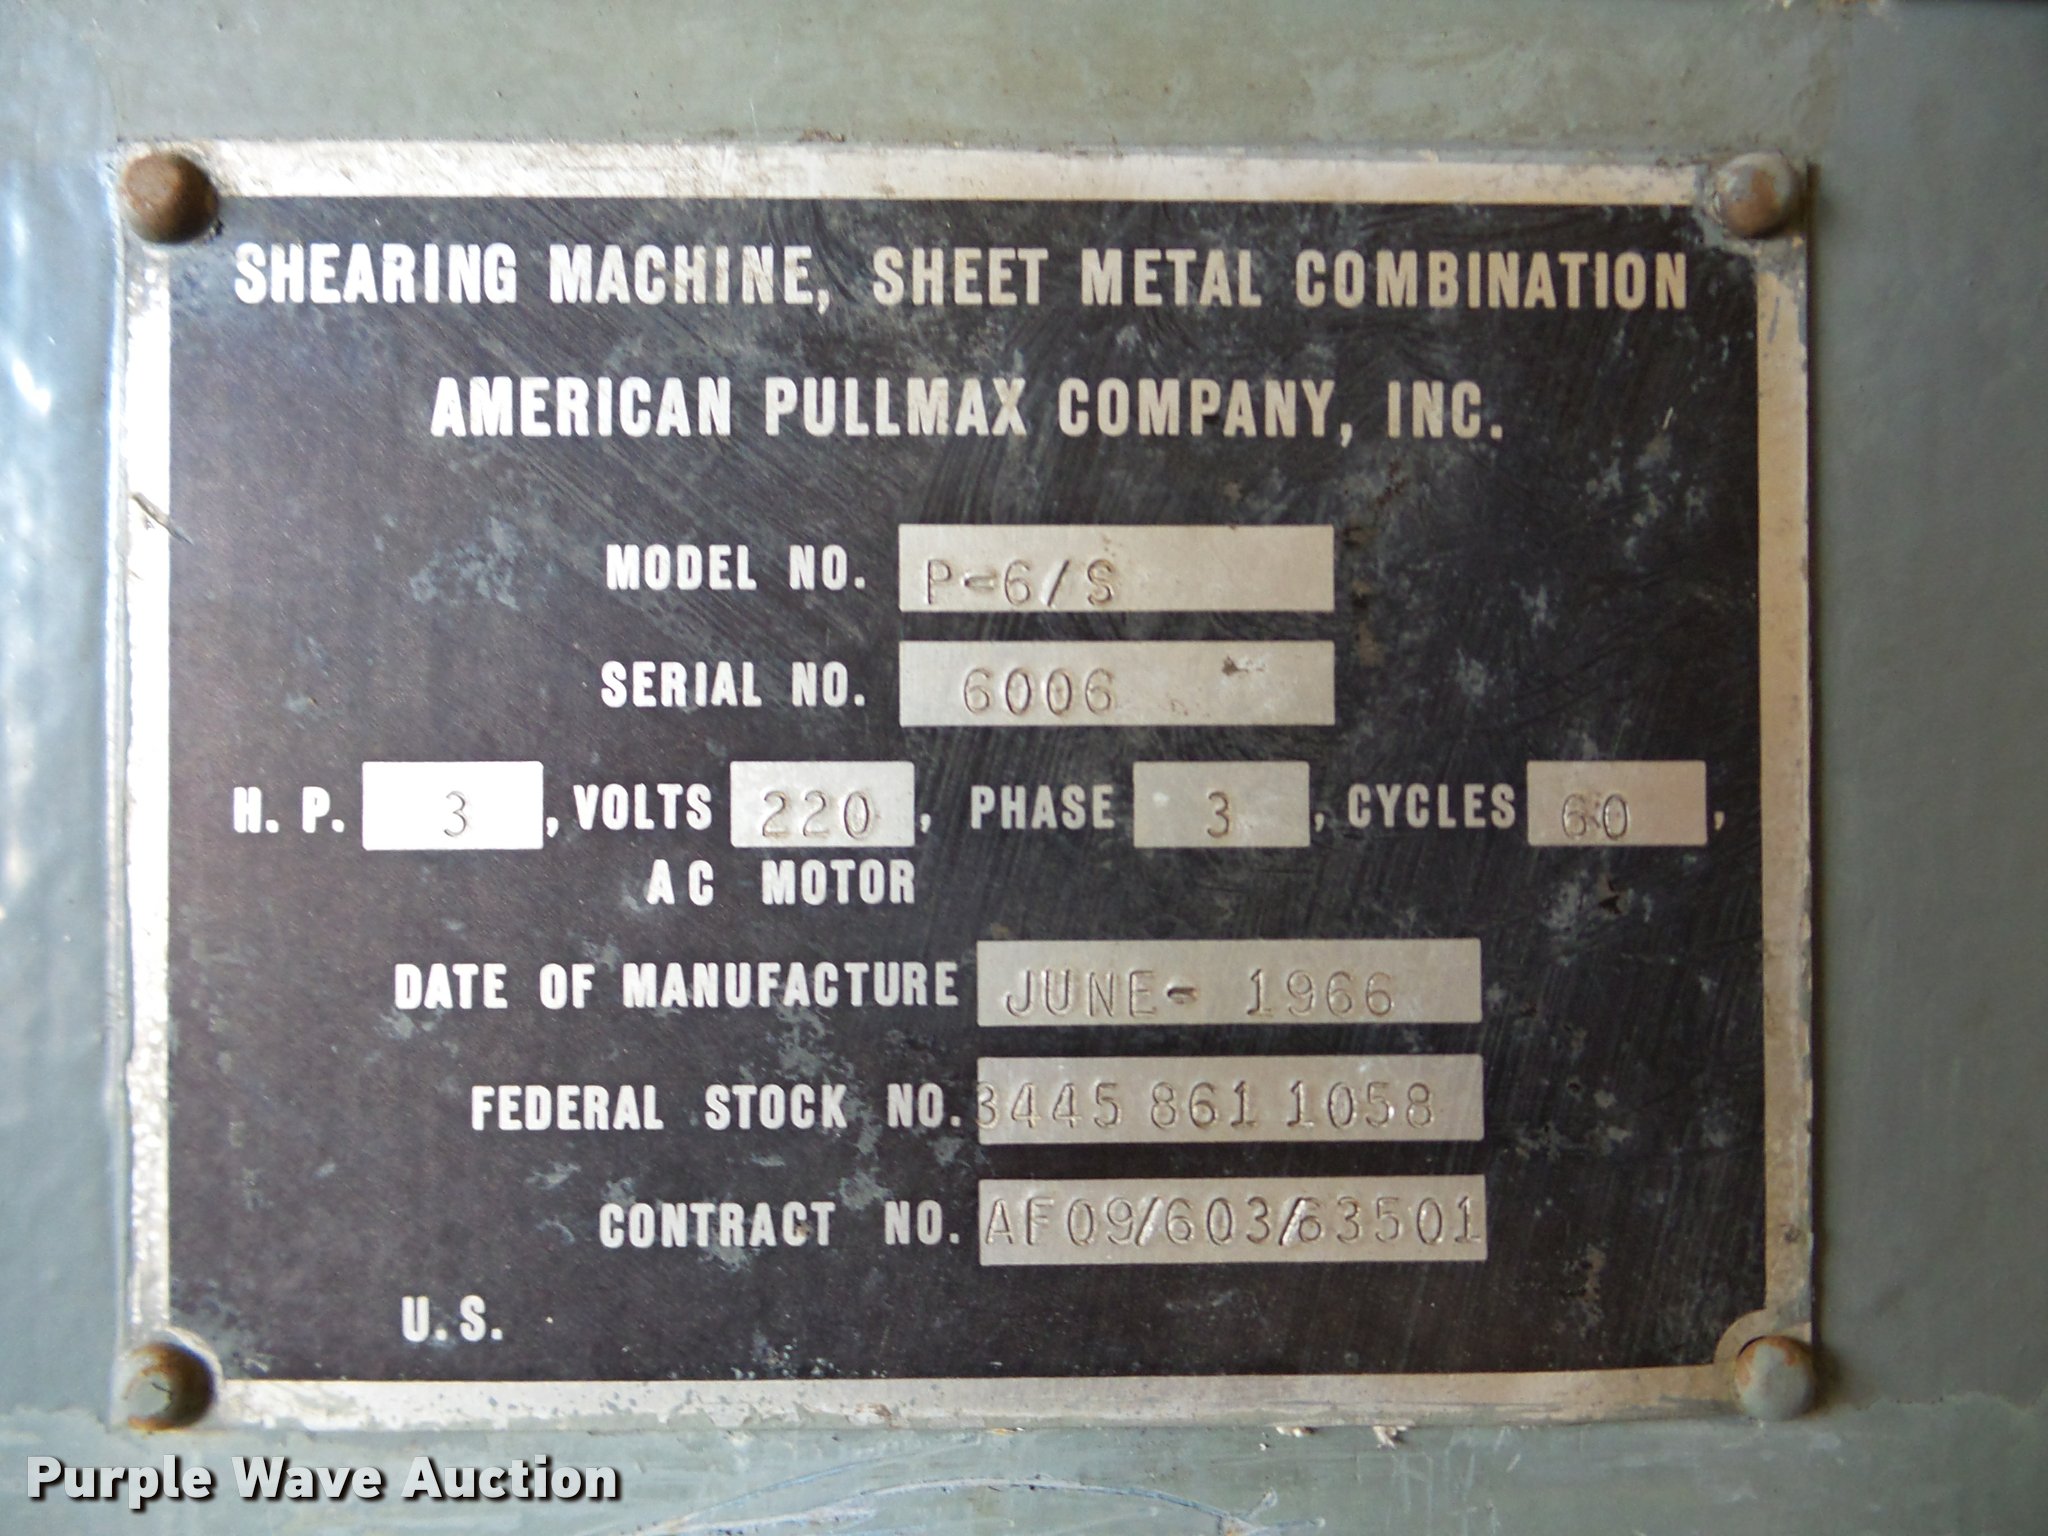 SHEARING MACHINE, SHEET METAL COMBINATION
AMERICAN PULLMAX COMPANY, INC.
MODEL NO. P-6/S
SERIAL NO. 6006
H. P. 3, VOLTS 220, PHASE 3, CYCLES 60,
AC MOTOR
DATE OF MANUFACTURE JUNE- 1966
FEDERAL STOCK NO. 3445 861 1058
CONTRACT NO. AF09/603/63501
U.S.
Purple Wave Auction